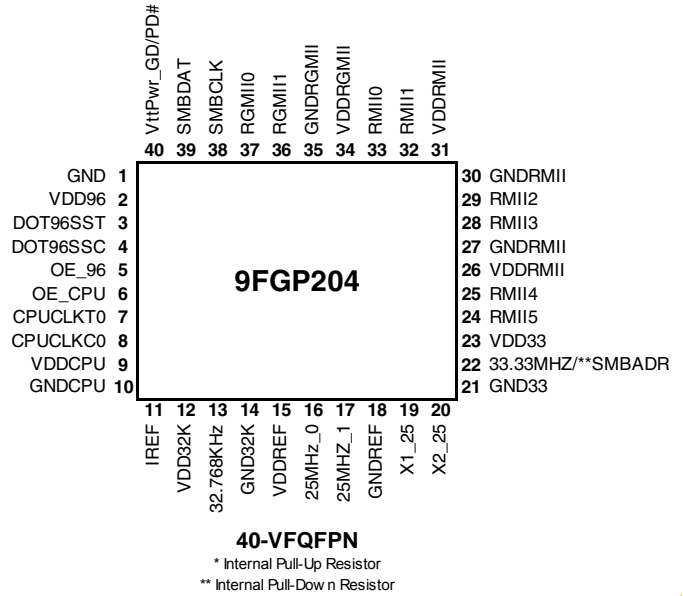 VttPwr_GD/PD#
SMBDAT
SMBCLK
RGMII0
RGMII1
GNDRGMII
VDDRGMII
RMII0
RMII1
VDDRMII
40 39 38 37 36 35 34 33 32 31
GND 1
VDD96 2
DOT96SST 3
DOT96SSC 4
OE_96 5
OE_CPU 6
CPUCLKT0 7
CPUCLKC0 8
VDDCPU 9
GNDCPU 10
9FGP204
30 GNDRMII
29 RMII2
28 RMII3
27 GNDRMII
26 VDDRMII
25 RMII4
24 RMII5
23 VDD33
22 33.33MHZ/**SMBADR
21 GND33
11 12 13 14 15 16 17 18 19 20
IREF
VDD32K
32.768KHz
GND32K
VDDREF
25MHz_0
25MHZ_1
GNDREF
X1_25
X2_25
40-VFQFPN
* Internal Pull-Up Resistor
** Internal Pull-Down Resistor